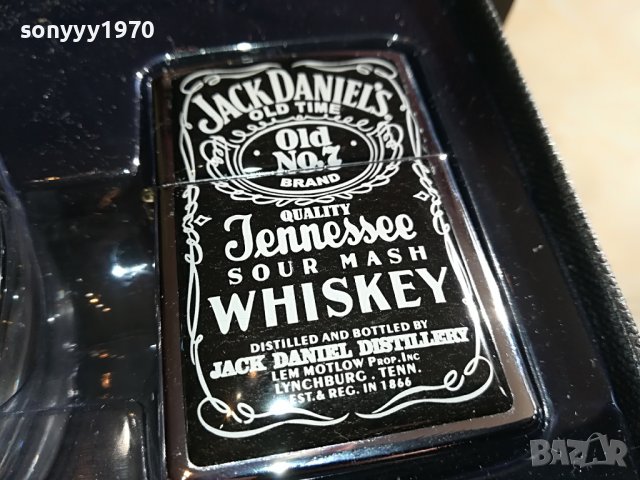 sonyyy1970
JACK DANIEL'S
OLD TIME
Old
NO.7
BRAND
QUALITY
Tennessee
SOUR MASH
WHISKEY
DISTILLED AND BOTTLED BY
JACK DANIEL DISTILLERY
LEM MOTLOW PROP.INC
LYNCHBURG, TENN.
EST.& REG. IN 1866
BAZAR